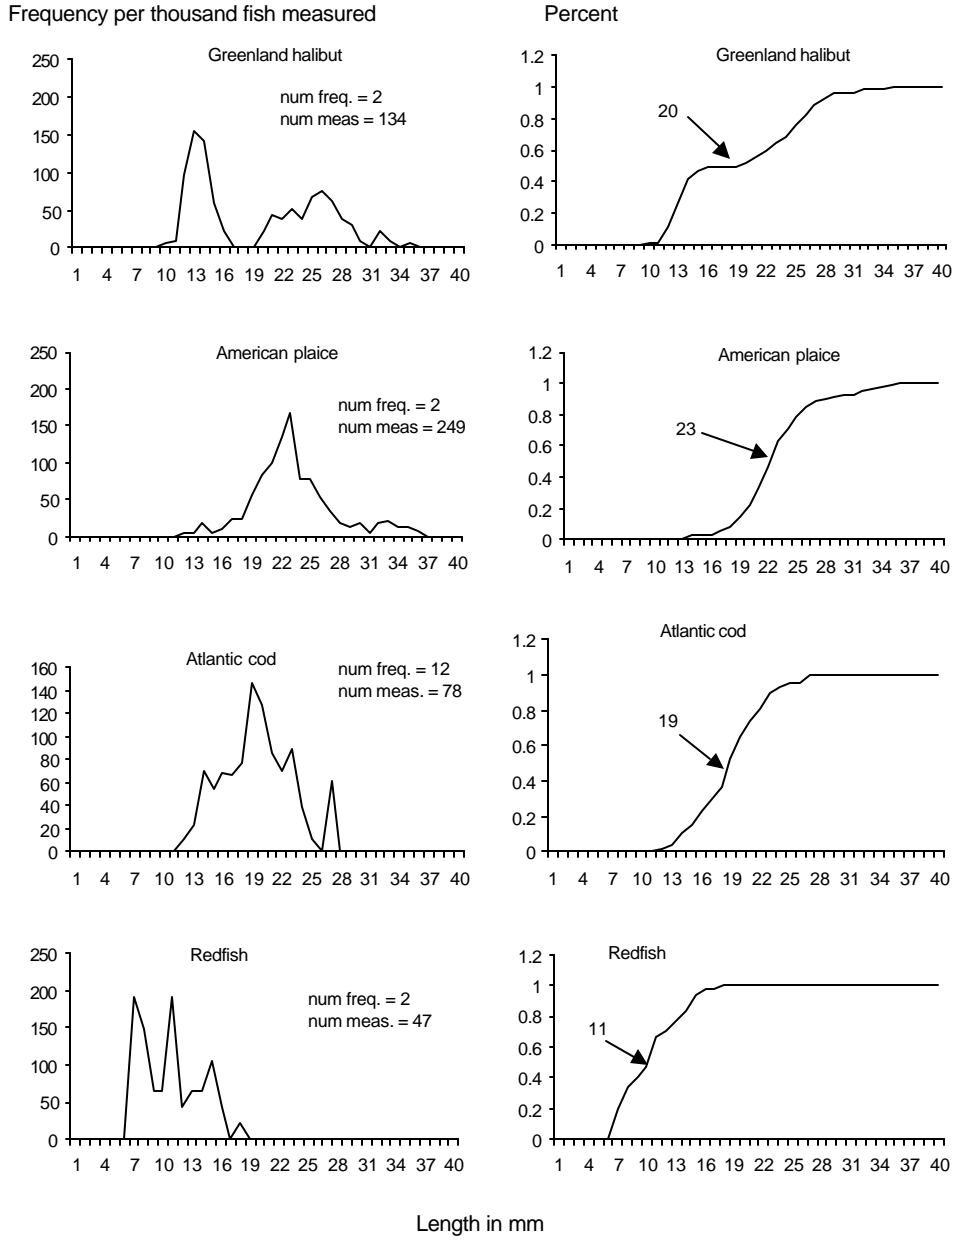 Frequency per thousand fish measured
Percent
Greenland halibut
num freq. = 2
num meas = 134
250
200
150
100
50
0
1 4 7 10 13 16 19 22 25 28 31 34 37 40
Greenland halibut
20
1.2
1
0.8
0.6
0.4
0.2
0
1 4 7 10 13 16 19 22 25 28 31 34 37 40
American plaice
num freq. = 2
num meas = 249
250
200
150
100
50
0
1 4 7 10 13 16 19 22 25 28 31 34 37 40
American plaice
23
1.2
1
0.8
0.6
0.4
0.2
0
1 4 7 10 13 16 19 22 25 28 31 34 37 40
Atlantic cod
num freq. = 12
num meas. = 78
160
140
120
100
80
60
40
20
0
1 4 7 10 13 16 19 22 25 28 31 34 37 40
Atlantic cod
19
1.2
1
0.8
0.6
0.4
0.2
0
1 4 7 10 13 16 19 22 25 28 31 34 37 40
Redfish
num freq. = 2
num meas. = 47
250
200
150
100
50
0
1 4 7 10 13 16 19 22 25 28 31 34 37 40
Redfish
11
1.2
1
0.8
0.6
0.4
0.2
0
1 4 7 10 13 16 19 22 25 28 31 34 37 40
Length in mm